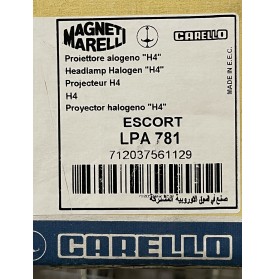 MAGNETI
MARELLI
CARELLO
Proiettore alogeno "H4"
Headlamp Halogen "H4"
Projecteur H4
H4
Proyector halogeno "H4"
MADE IN E.E.C.
ESCORT
LPA 781
712037561129
صنع في السوق الأوروبية المشتركة
CARELLO